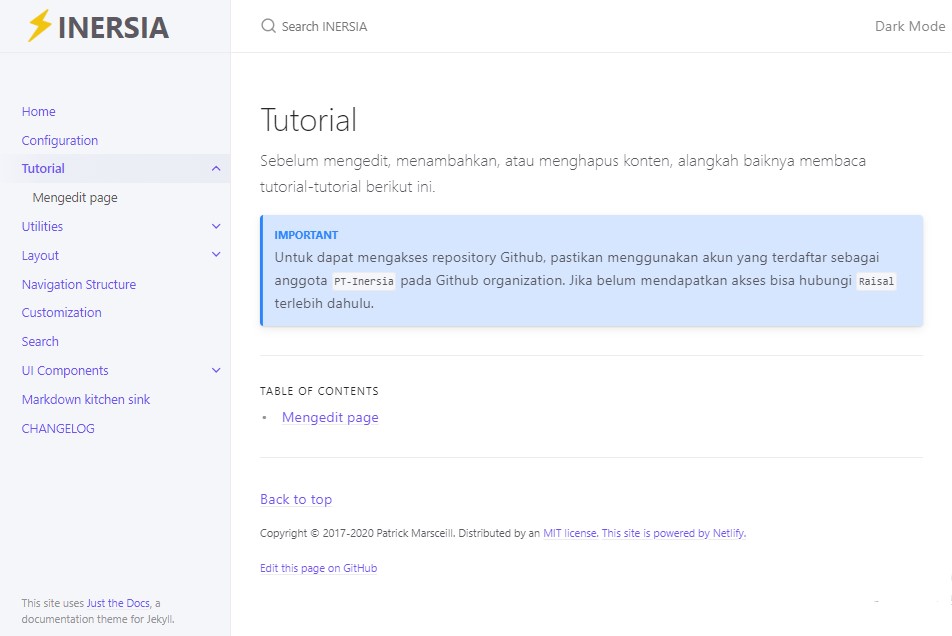 INERSIA
Search INERSIA
Dark Mode
Home
Configuration
Tutorial
Mengedit page
Utilities
Layout
Navigation Structure
Customization
Search
UI Components
Markdown kitchen sink
CHANGELOG
This site uses Just the Docs, a
documentation theme for Jekyll.
Tutorial
Sebelum mengedit, menambahkan, atau menghapus konten, alangkah baiknya membaca
tutorial-tutorial berikut ini.
IMPORTANT
Untuk dapat mengakses repository Github, pastikan menggunakan akun yang terdaftar sebagai
anggota PT-Inersia pada Github organization. Jika belum mendapatkan akses bisa hubungi Raisal
terlebih dahulu.
TABLE OF CONTENTS
• Mengedit page
Back to top
Copyright © 2017-2020 Patrick Marsceill. Distributed by an MIT license. This site is powered by Netlify.
Edit this page on GitHub